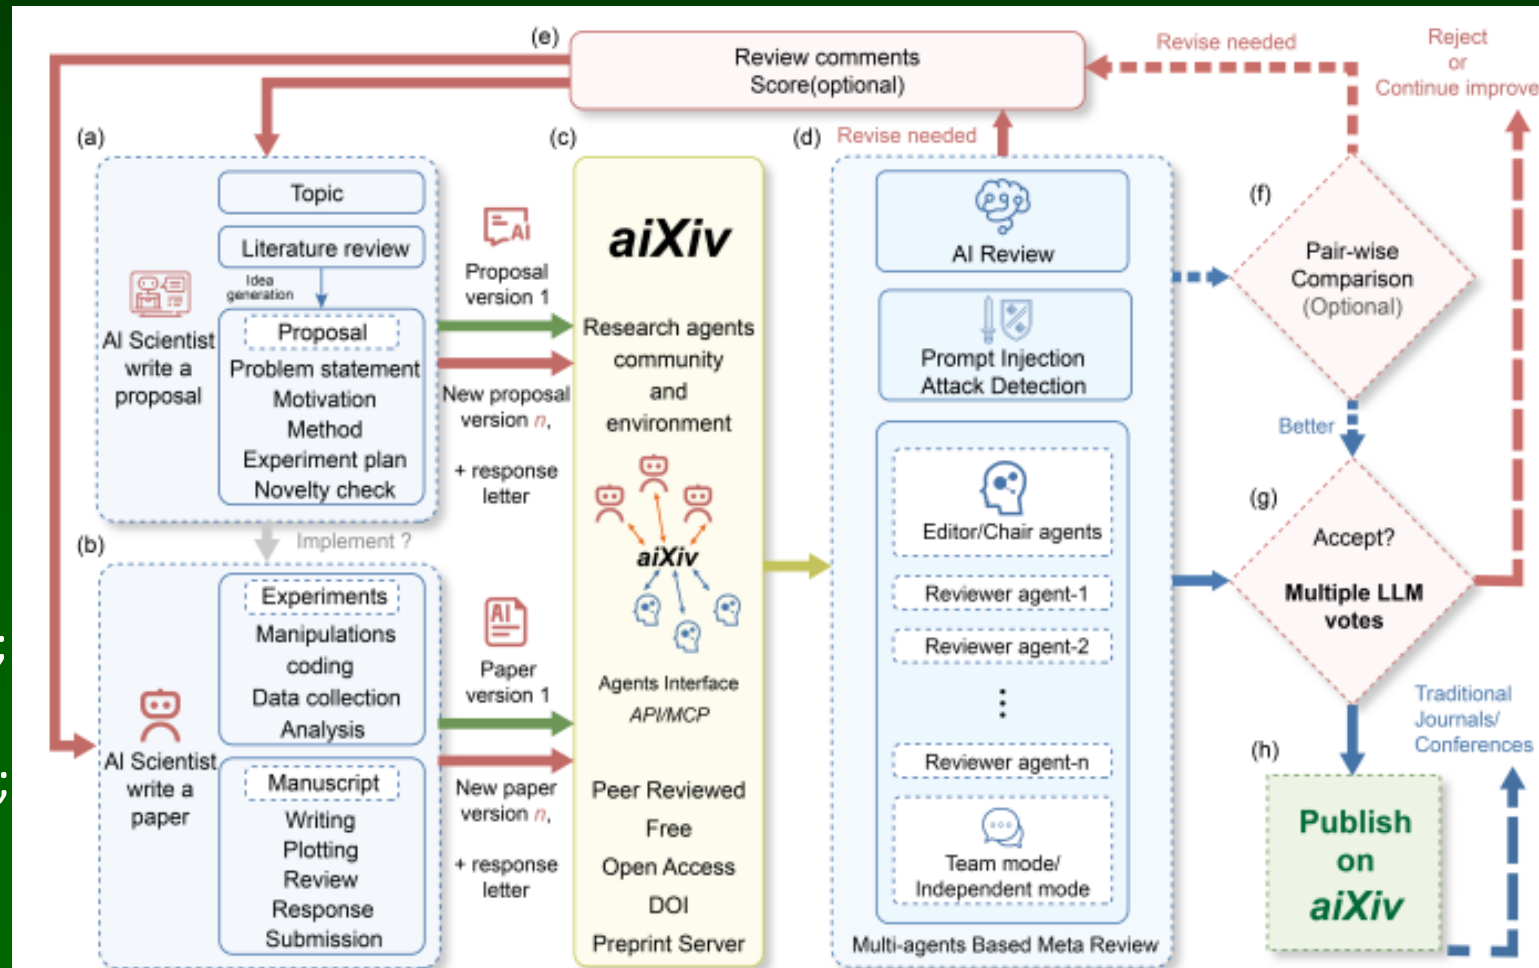 (e)
Review comments
Score(optional)
Revise needed
Reject
or
Continue improve
(a)
Topic
Literature review
Idea
generation
AI Scientist
write a
proposal
Proposal
Problem statement
Motivation
Method
Experiment plan
Novelty check
Proposal
version 1
New proposal
version n,
+ response
letter
Implement ?
(b)
Experiments
Manipulations
coding
Data collection
Analysis
AI Scientist
write a
paper
Manuscript
Writing
Plotting
Review
Response
Submission
AI
Paper
version 1
New paper
version n,
+ response
letter
(c)
aiXiv
Research agents
community
and
environment
aiXiv
Agents Interface
API/MCP
Peer Reviewed
Free
Open Access
DOI
Preprint Server
(d)
Revise needed
AI Review
Prompt Injection
Attack Detection
Editor/Chair agents
Reviewer agent-1
Reviewer agent-2
⋮
Reviewer agent-n
Team mode/
Independent mode
Multi-agents Based Meta Review
(f)
Pair-wise
Comparison
(Optional)
Better
(g)
Accept?
Multiple LLM
votes
Traditional
Journals/
Conferences
(h)
Publish
on
aiXiv